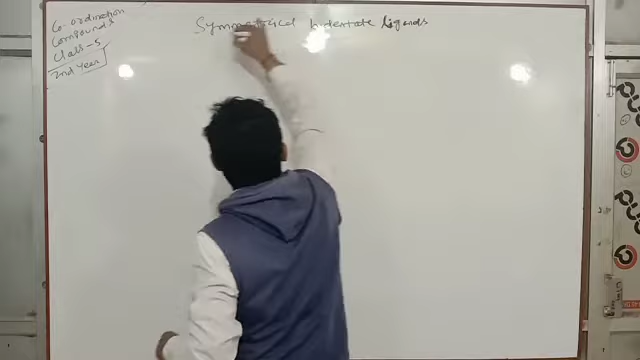 Co-ordination
Compounds
Class-5
2nd Year
Symmetrical bidentate ligands